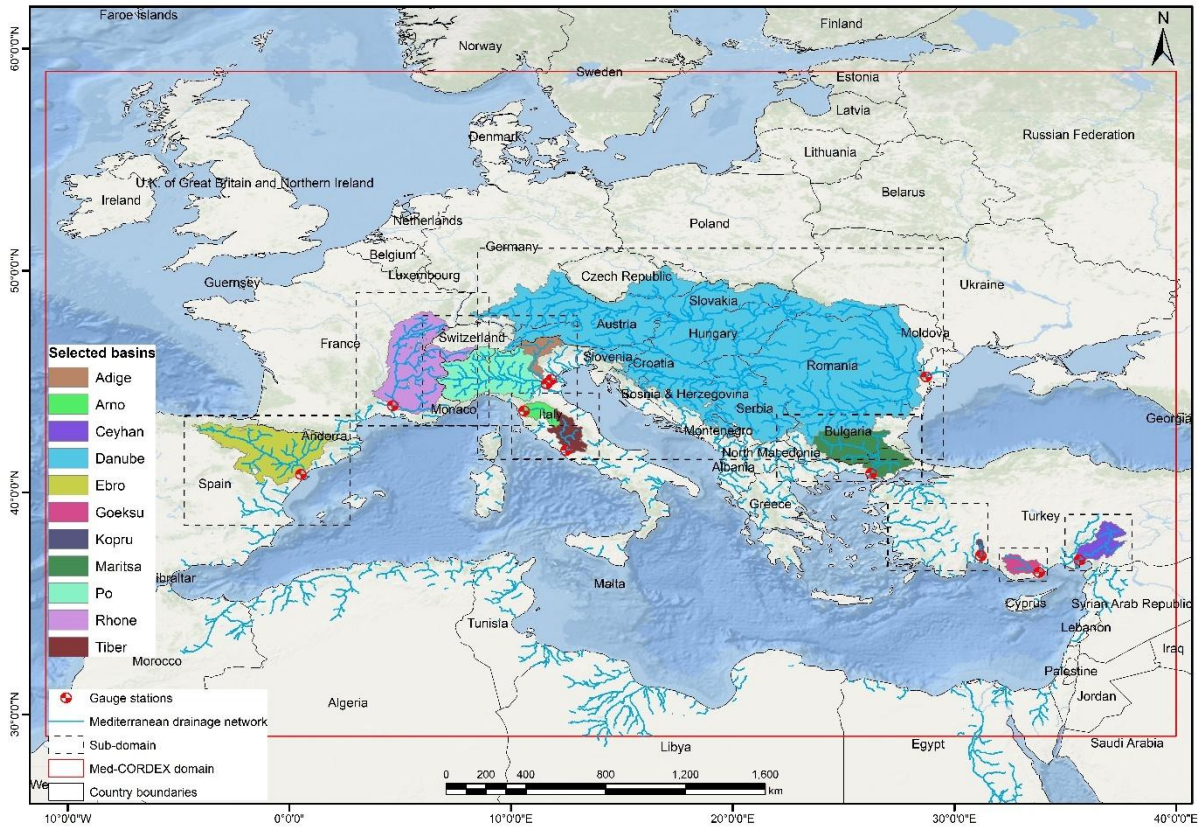 Faroe Islands
Finland
N
Norway
Sweden
Estonia
Latvia
Russian Federation
Denmark
Lithuania
U.K. of Great Britain and Northern Ireland
Ireland
Belarus
Netherlands
Poland
Germany
Belgium
Luxembourg
Guernsey
Czech Republic
Ukraine
Slovakia
Austria
Hungary
Moldova
France
Switzerland
Slovenia
Croatia
Romania
Bosnia & Herzegovina
Serbia
Monaco
Italy
Montenegro
Bulgaria
Georgia
Andorra
North Macedonia
Albania
Spain
Greece
Turkey
Gibraltar
Malta
Cyprus
Syrian Arab Republic
Tunisia
Lebanon
Iraq
Morocco
Palestine
Jordan
Algeria
Libya
Egypt
Saudi Arabia
We
Selected basins
Adige
Arno
Ceyhan
Danube
Ebro
Goeksu
Kopru
Maritsa
Po
Rhone
Tiber
Gauge stations
Mediterranean drainage network
Sub-domain
Med-CORDEX domain
Country boundaries
0 200 400 800 1,200 1,600
km
60°0'0"N
50°0'0"N
40°0'0"N
30°0'0"N
10°0'0"W 0°0'0" 10°0'0"E 20°0'0"E 30°0'0"E 40°0'0"E